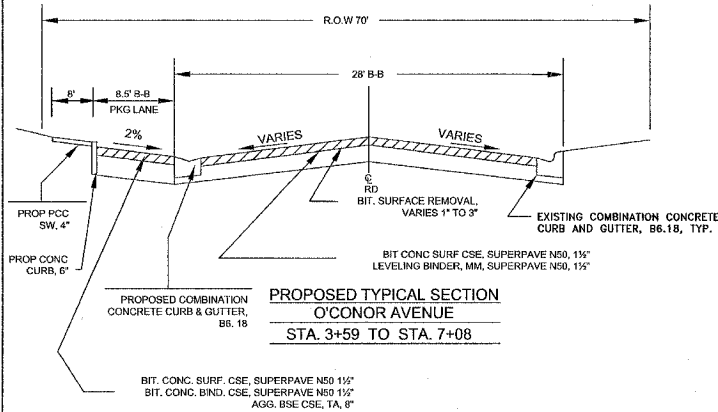 R.O.W 70'
28' B-B
8'
8.5' B-B
PKG LANE
2%
VARIES
VARIES
℄
RD
BIT. SURFACE REMOVAL,
VARIES 1" TO 3"
PROP PCC
SW, 4"
EXISTING COMBINATION CONCRETE
CURB AND GUTTER, B6.18, TYP.
PROP CONC
CURB, 6"
BIT CONC SURF CSE, SUPERPAVE N50, 1½"
LEVELING BINDER, MM, SUPERPAVE N50, 1½"
PROPOSED COMBINATION
CONCRETE CURB & GUTTER,
B6. 18
PROPOSED TYPICAL SECTION
O'CONOR AVENUE
STA. 3+59 TO STA. 7+08
BIT. CONC. SURF. CSE, SUPERPAVE N50 1½"
BIT. CONC. BIND. CSE, SUPERPAVE N50 1½"
AGG. BSE CSE, TA, 8"